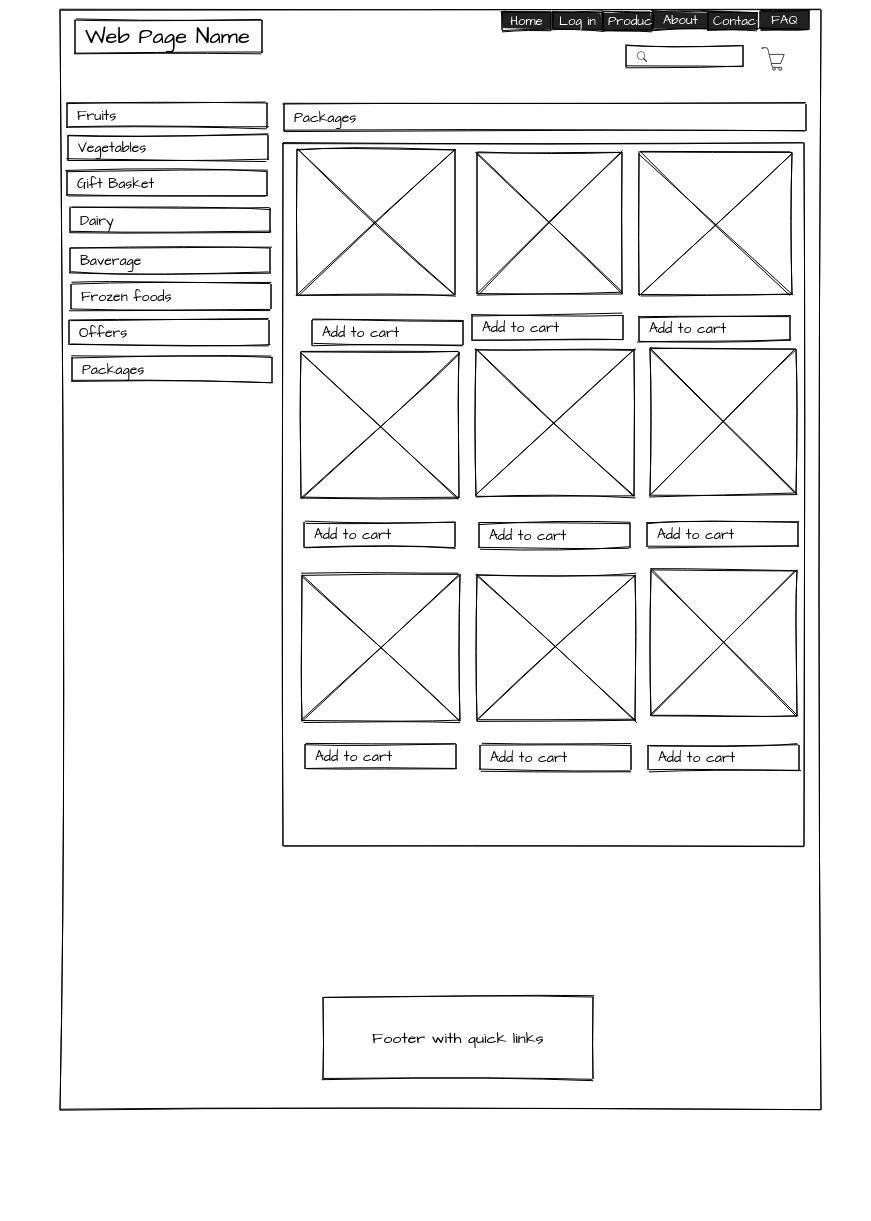 Home Log in Produc About Contac FAQ
Web Page Name
Fruits
Vegetables
Gift Basket
Dairy
Baverage
Frozen foods
Offers
Packages
Packages
Add to cart Add to cart Add to cart
Add to cart Add to cart Add to cart
Add to cart Add to cart Add to cart
Footer with quick links